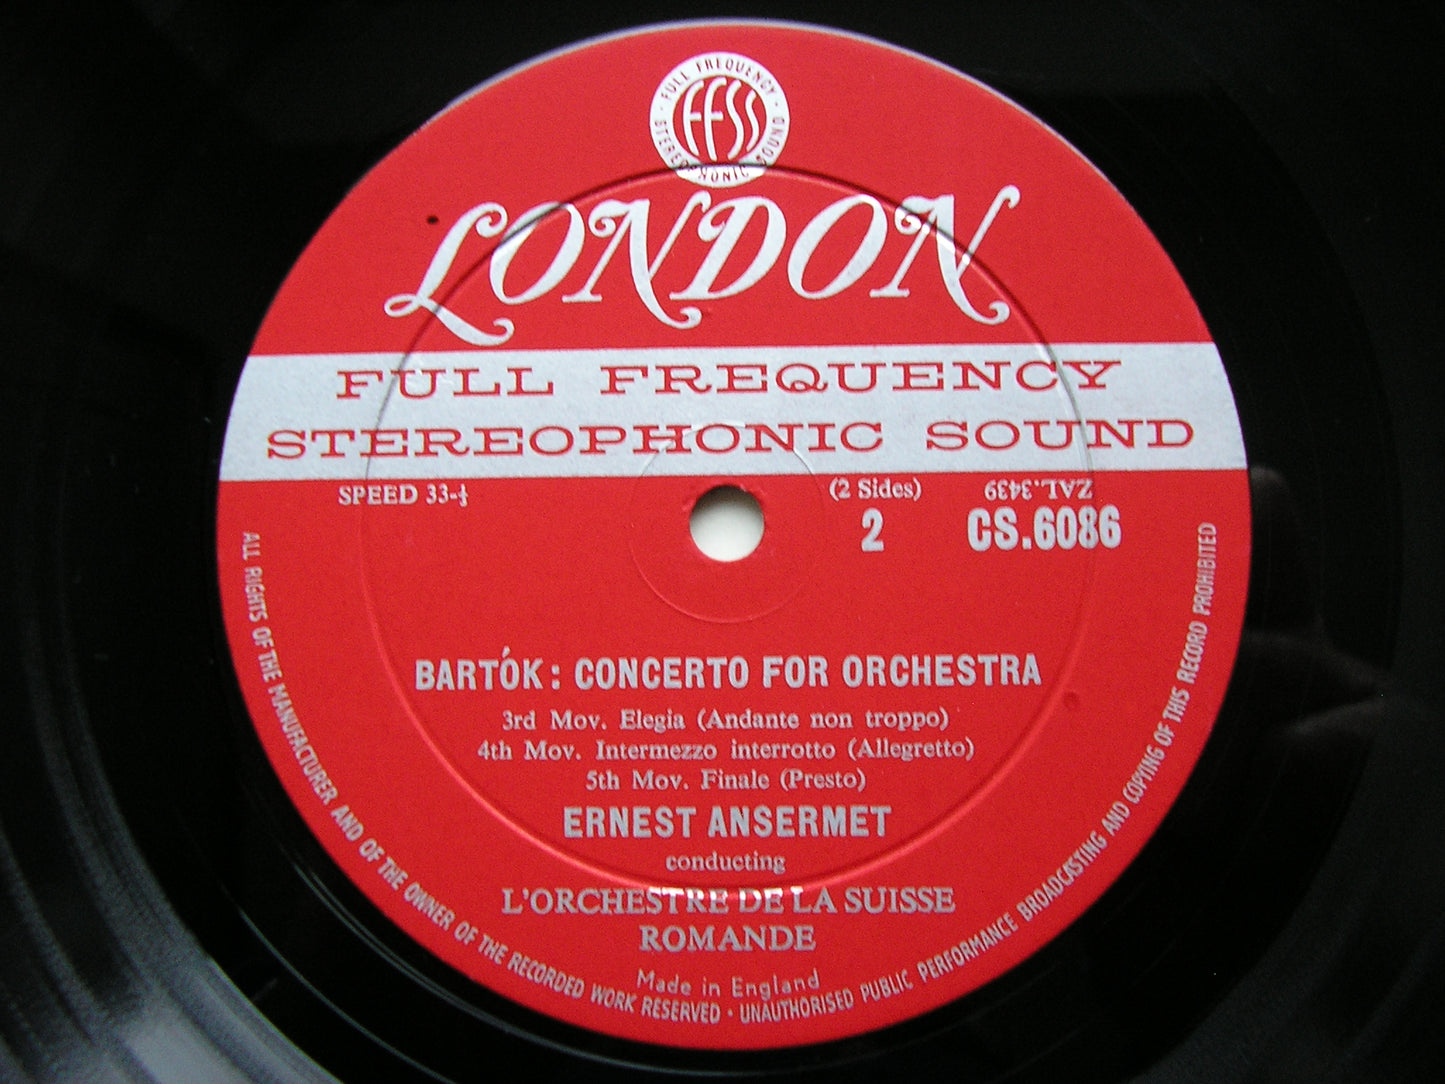 FULL FREQUENCY
STEREOPHONIC SOUND
FFSS
LONDON
FULL FREQUENCY
STEREOPHONIC SOUND
SPEED 33-⅓
(2 Sides)
ZAL.3439
2
CS.6086
BARTÓK: CONCERTO FOR ORCHESTRA
3rd Mov. Elegia (Andante non troppo)
4th Mov. Intermezzo interrotto (Allegretto)
5th Mov. Finale (Presto)
ERNEST ANSERMET
conducting
L'ORCHESTRE DE LA SUISSE
ROMANDE
Made in England
ALL RIGHTS OF THE MANUFACTURER AND OF THE OWNER OF THE RECORDED WORK RESERVED · UNAUTHORISED PUBLIC PERFORMANCE BROADCASTING AND COPYING OF THIS RECORD PROHIBITED